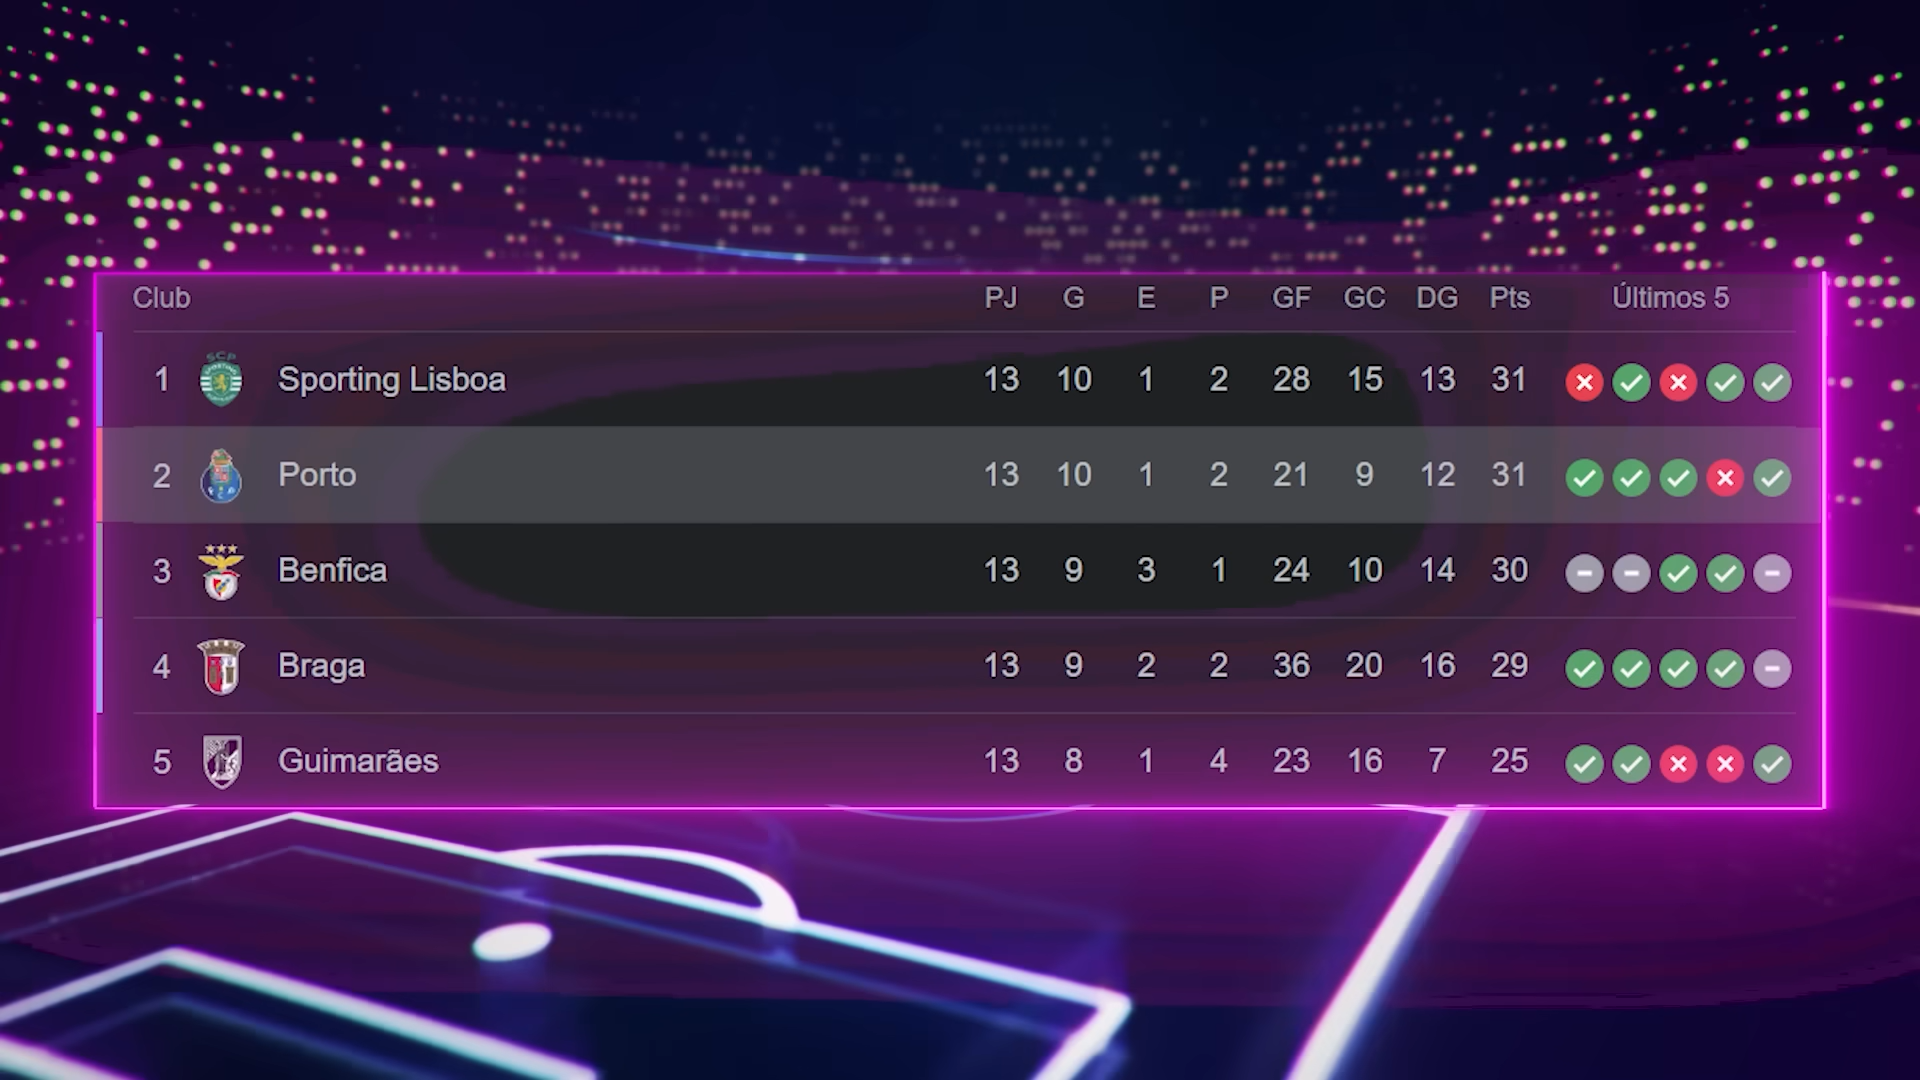 Club PJ G E P GF GC DG Pts Últimos 5
1 SCP Sporting Lisboa 13 10 1 2 28 15 13 31
2 Porto 13 10 1 2 21 9 12 31
3 Benfica 13 9 3 1 24 10 14 30
4 Braga 13 9 2 2 36 20 16 29
5 Guimarães 13 8 1 4 23 16 7 25